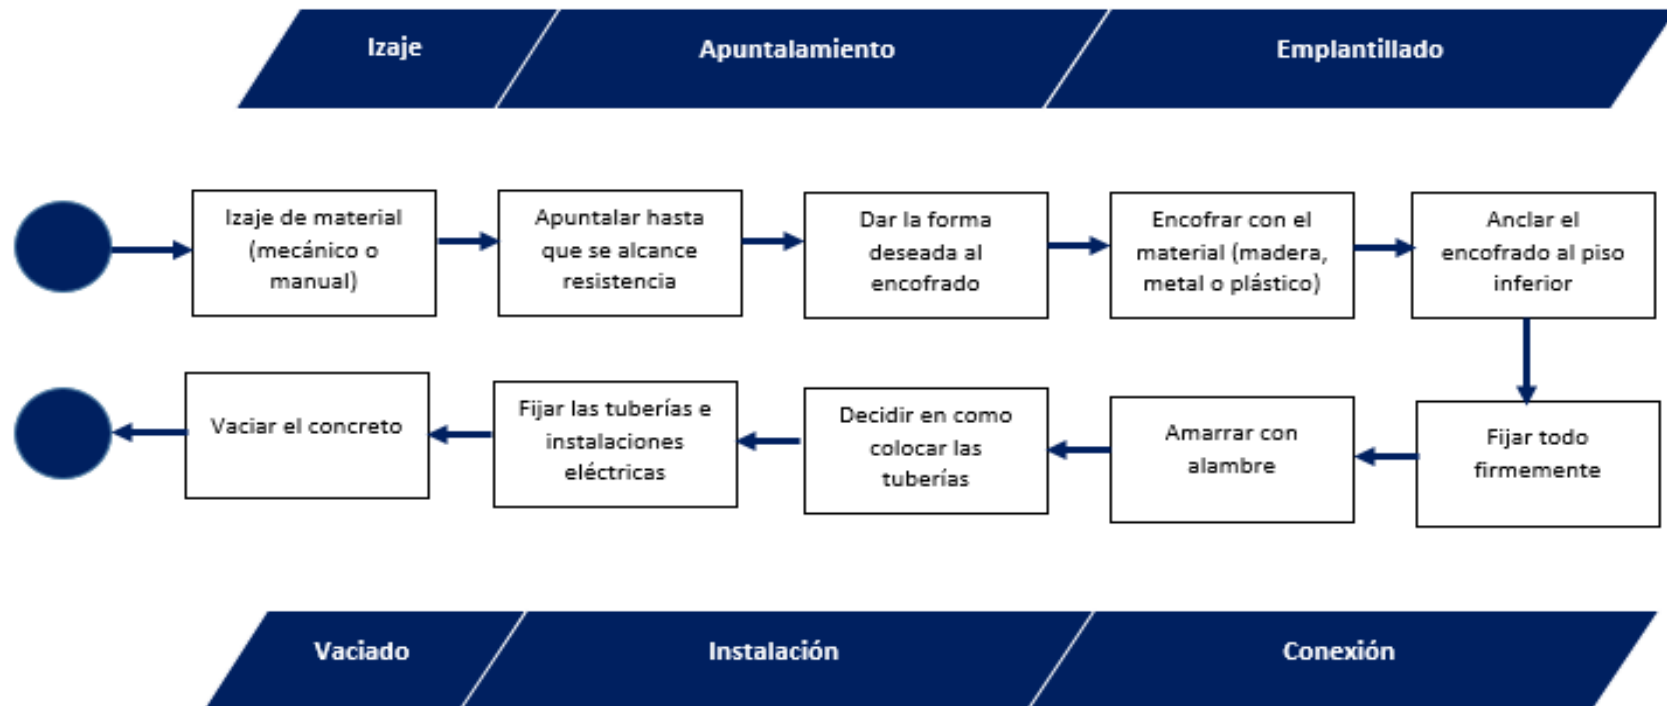 Izaje
Apuntalamiento
Emplantillado
Izaje de material
(mecánico o
manual)
Apuntalar hasta
que se alcance
resistencia
Dar la forma
deseada al
encofrado
Encofrar con el
material (madera,
metal o plástico)
Anclar el
encofrado al piso
inferior
Fijar todo
firmemente
Amarrar con
alambre
Decidir en como
colocar las
tuberías
Fijar las tuberías e
instalaciones
eléctricas
Vaciar el concreto
Vaciado
Instalación
Conexión